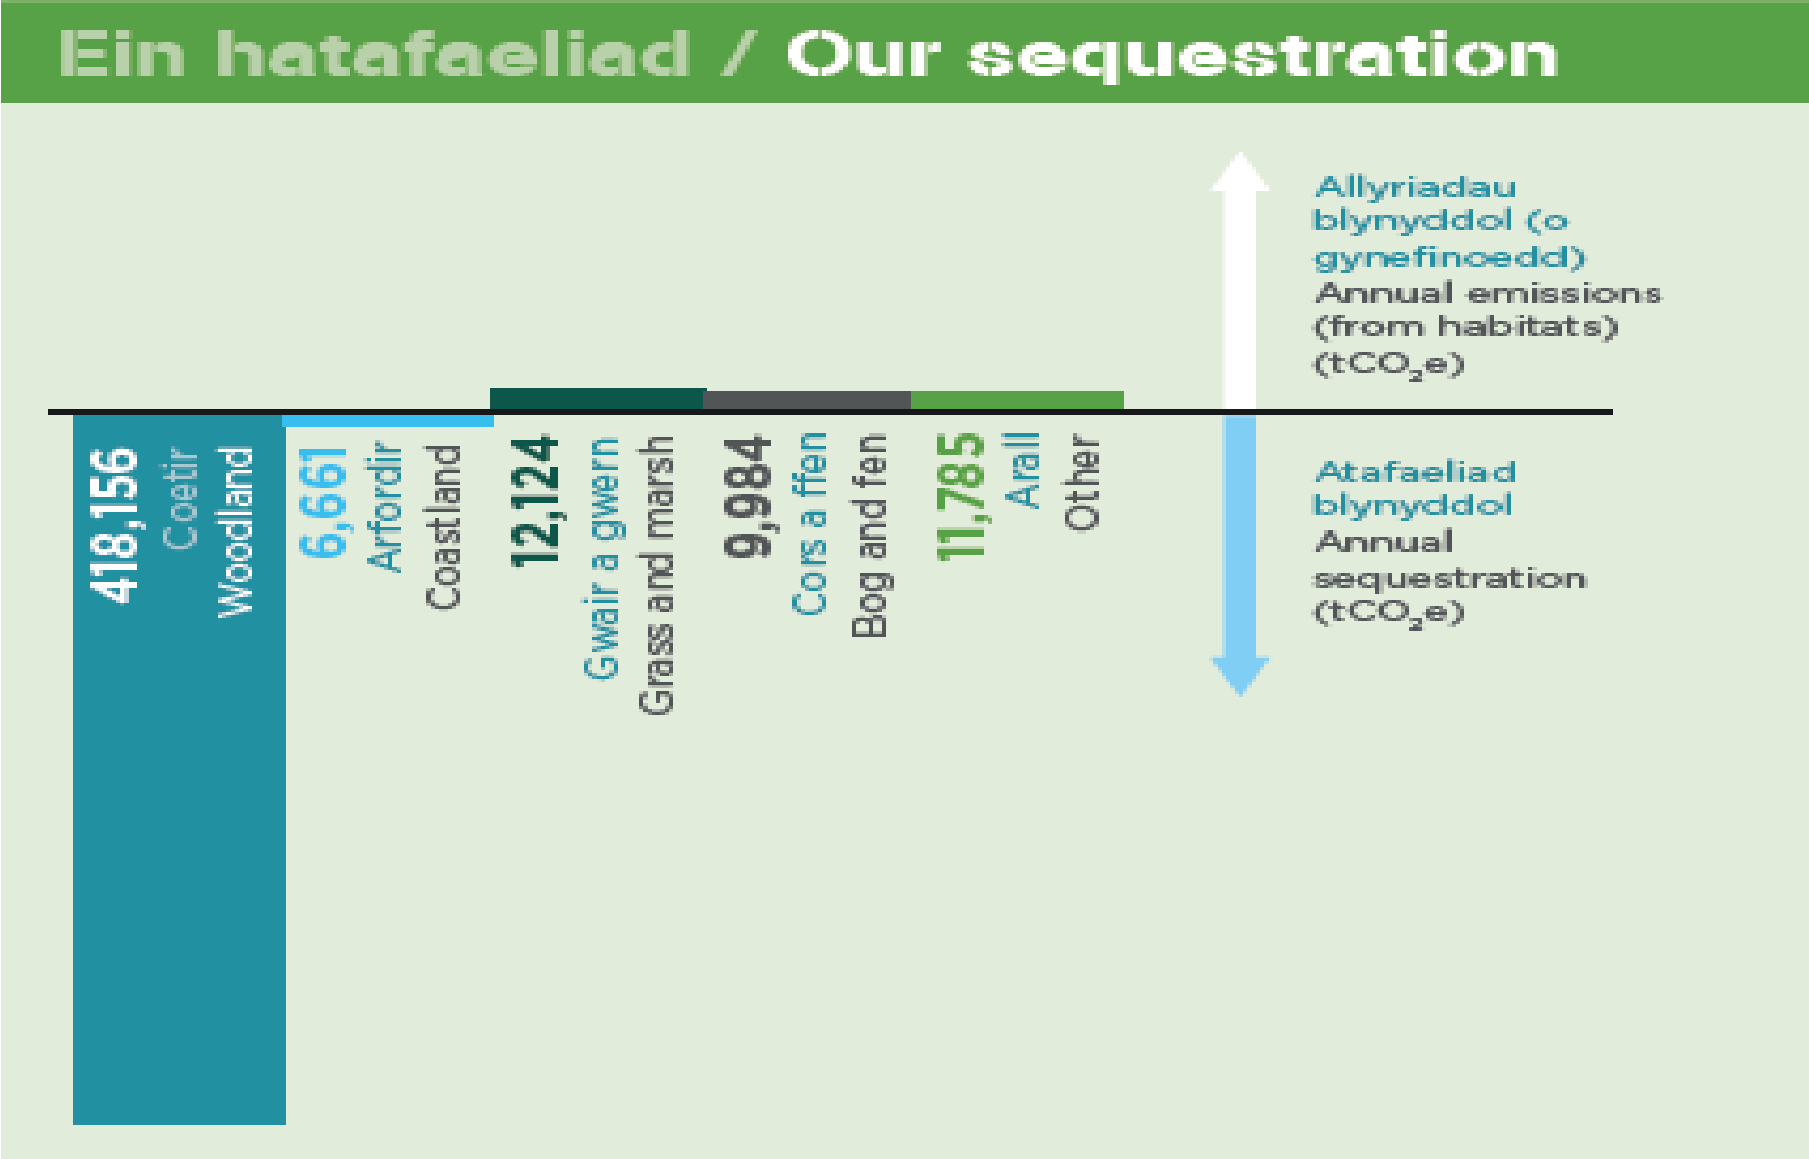 Ein hatafaeliad / Our sequestration
Allyriadau
blynyddol (o
gynefinoedd)
Annual emissions
(from habitats)
(tCO₂e)
418,156
Coetir
Woodland
6,661
Arfordir
Coastland
12,124
Gwair a gwern
Grass and marsh
9,984
Cors a ffen
Bog and fen
11,785
Arall
Other
Atafaeliad
blynyddol
Annual
sequestration
(tCO₂e)